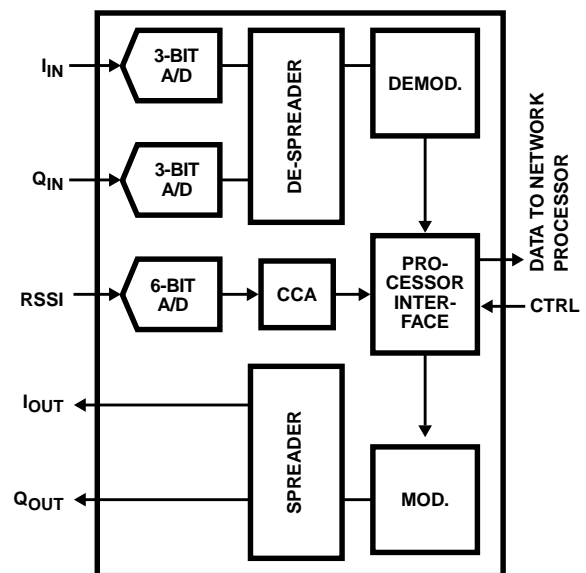 I_IN
3-BIT
A/D
DE-SPREADER
DEMOD.
Q_IN
3-BIT
A/D
DATA TO NETWORK
PROCESSOR
RSSI
6-BIT
A/D
CCA
PRO-
CESSOR
INTER-
FACE
CTRL
I_OUT
SPREADER
Q_OUT
MOD.